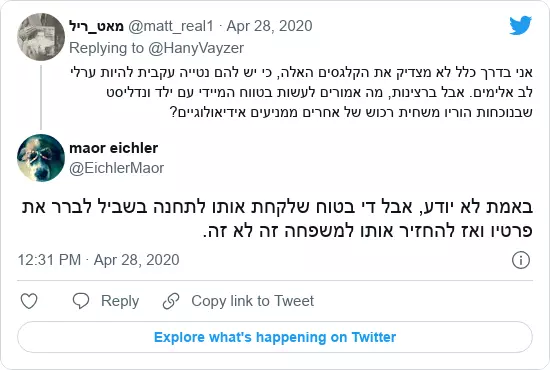 מאט_ריל @matt_real1 · Apr 28, 2020
Replying to @HanyVayzer
אני בדרך כלל לא מצדיק את הקלגסים האלה, כי יש להם נטייה עקבית להיות ערלי
לב אלימים. אבל ברצינות, מה אמורים לעשות בטווח המיידי עם ילד ונדליסט
שבנוכחות הוריו משחית רכוש של אחרים ממניעים אידיאולוגיים?
maor eichler
@EichlerMaor
באמת לא יודע, אבל די בטוח שלקחת אותו לתחנה בשביל לברר את
פרטיו ואז להחזיר אותו למשפחה זה לא זה.
12:31 PM · Apr 28, 2020
Reply Copy link to Tweet
Explore what's happening on Twitter